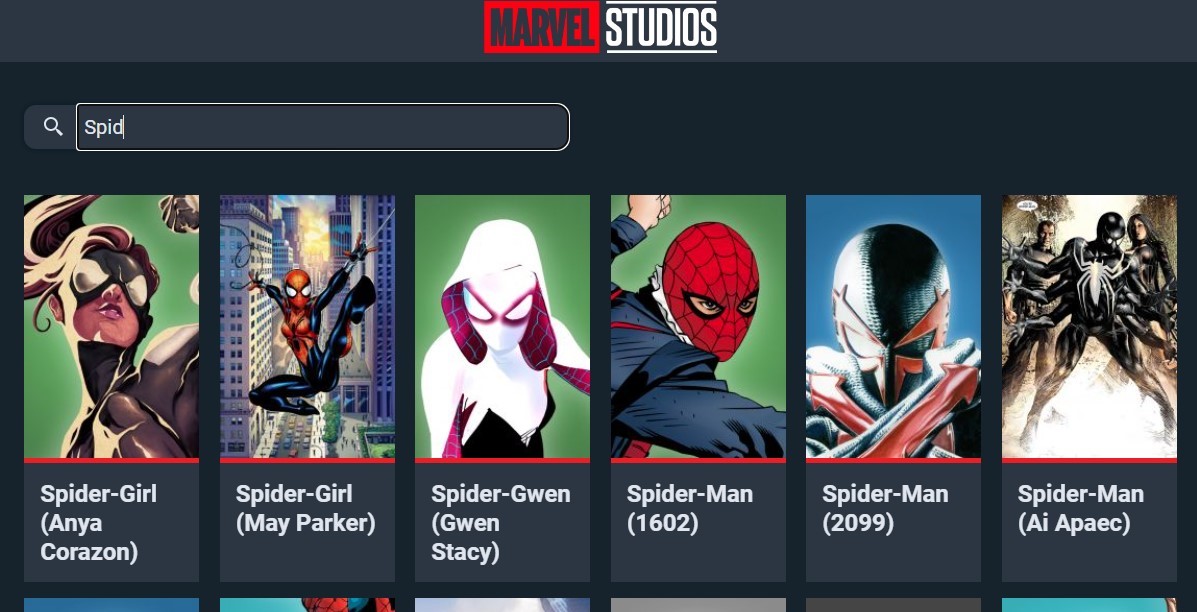 MARVEL STUDIOS
Spid
Spider-Girl
(Anya
Corazon)
Spider-Girl
(May Parker)
Spider-Gwen
(Gwen
Stacy)
Spider-Man
(1602)
Spider-Man
(2099)
Spider-Man
(Ai Apaec)